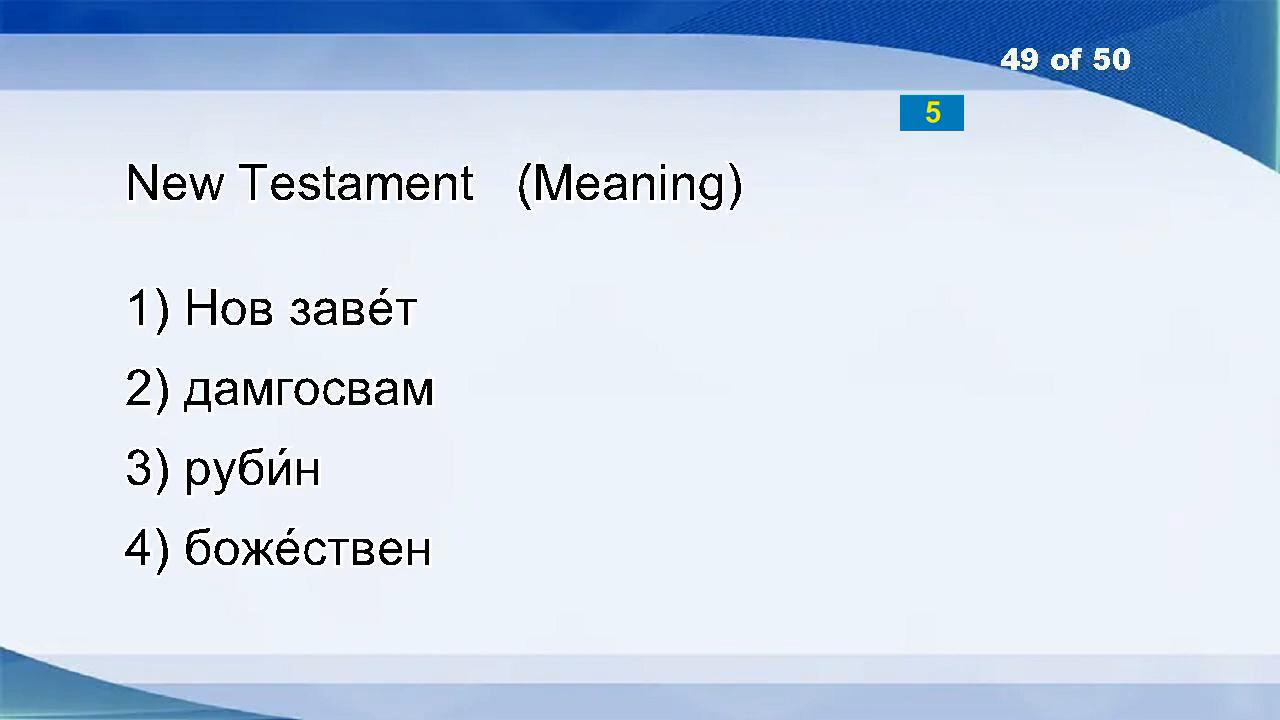 49 of 50
5
New Testament (Meaning)
1) Нов заве́т
2) дамгосвам
3) руби́н
4) боже́ствен